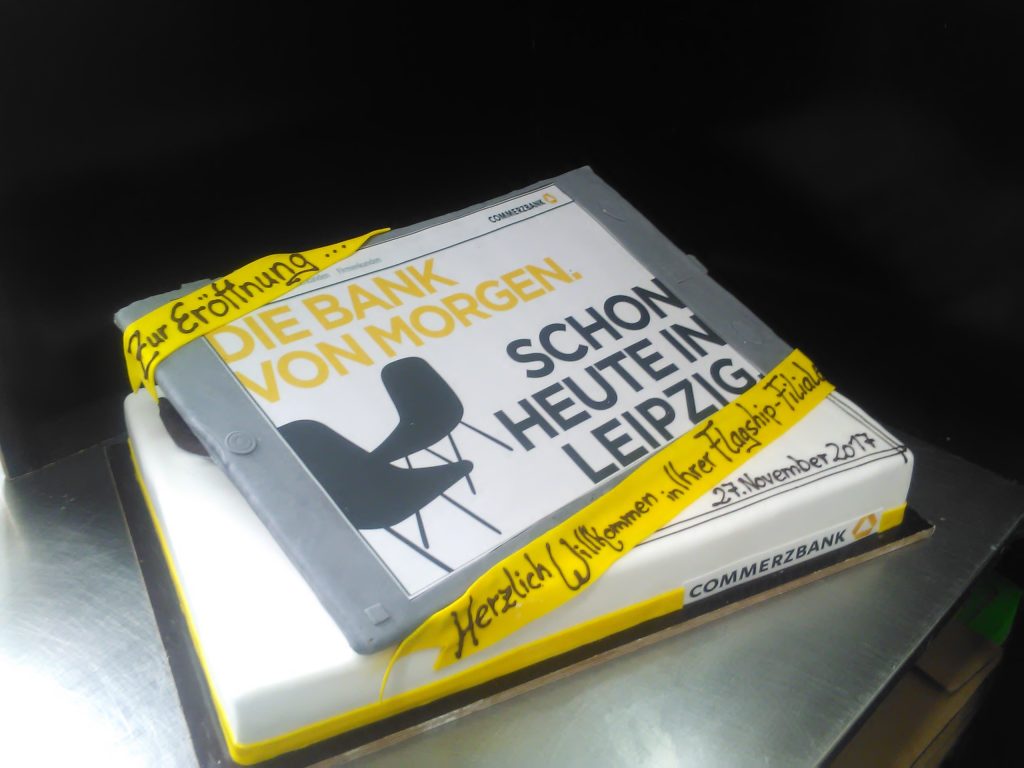 Zur Eröffnung ...
Firmenkunden
COMMERZBANK
DIE BANK
VON MORGEN.
SCHON
HEUTE IN
LEIPZIG.
Herzlich Willkommen in Ihrer Flagship-Filiale
27. November 2017
COMMERZBANK